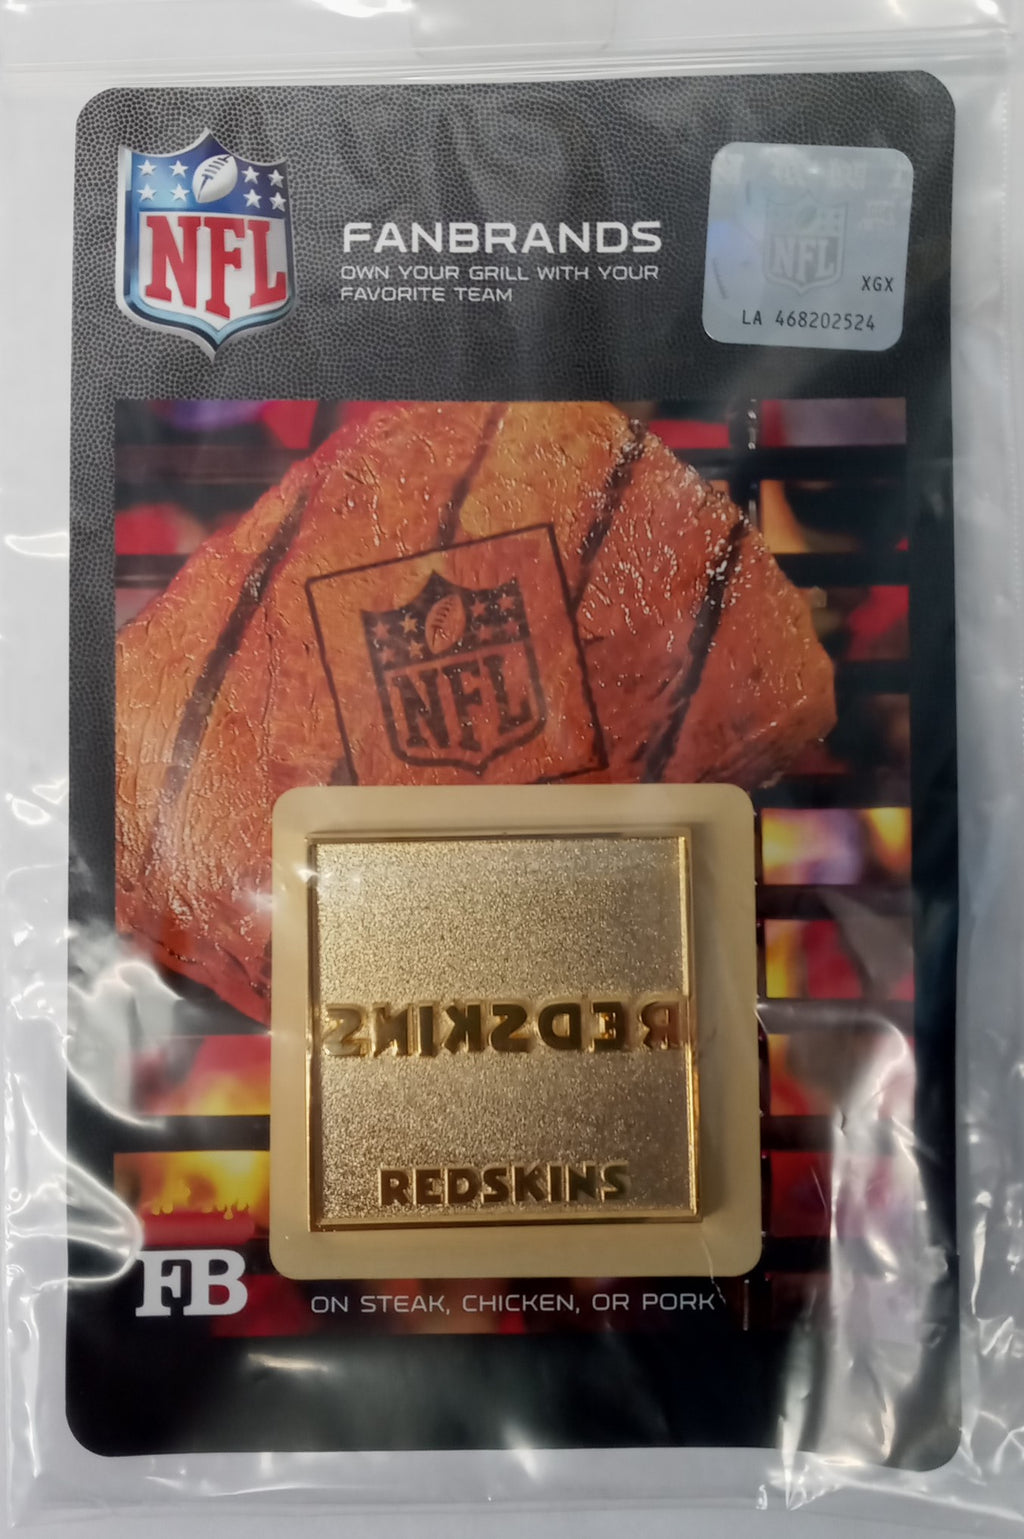 NFL
FANBRANDS
OWN YOUR GRILL WITH YOUR
FAVORITE TEAM
NFL
XGX
LA 468202524
NFL
REDSKINS
REDSKINS
FB
ON STEAK, CHICKEN, OR PORK